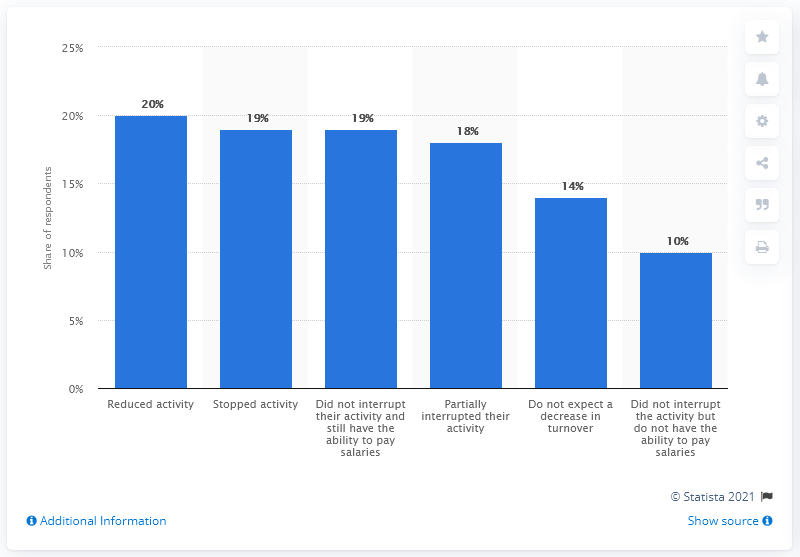 25%
20%
15%
10%
5%
0%
Share of respondents
20%
19%
19%
18%
14%
10%
Reduced activity
Stopped activity
Did not interrupt
their activity and
still have the
ability to pay
salaries
Partially
interrupted their
activity
Do not expect a
decrease in
turnover
Did not interrupt
the activity but
do not have the
ability to pay
salaries
© Statista 2021
Additional Information
Show source